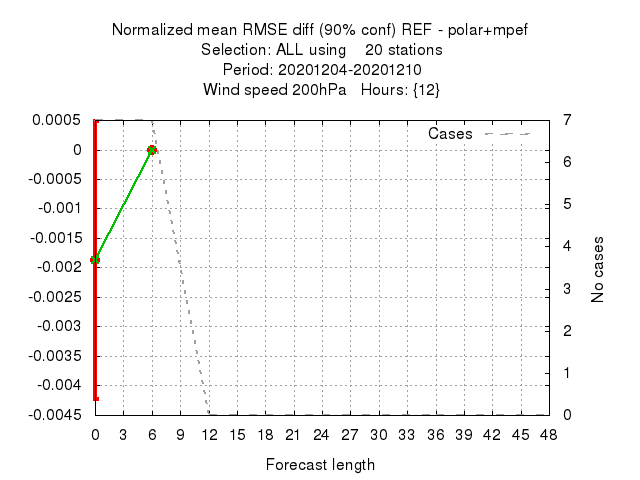 Normalized mean RMSE diff (90% conf) REF - polar+mpef
Selection: ALL using    20 stations
Period: 20201204-20201210
Wind speed 200hPa   Hours: {12}
Cases
0.0005
0
-0.0005
-0.001
-0.0015
-0.002
-0.0025
-0.003
-0.0035
-0.004
-0.0045
7
6
5
4
3
2
1
0
No cases
0 3 6 9 12 15 18 21 24 27 30 33 36 39 42 45 48
Forecast length